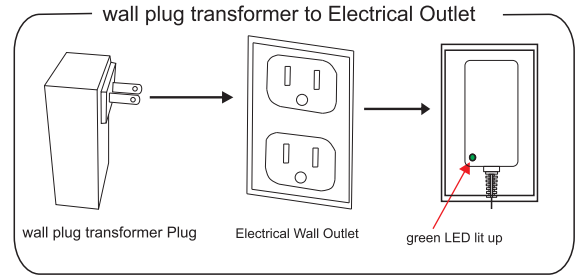 wall plug transformer to Electrical Outlet
wall plug transformer Plug
Electrical Wall Outlet
green LED lit up